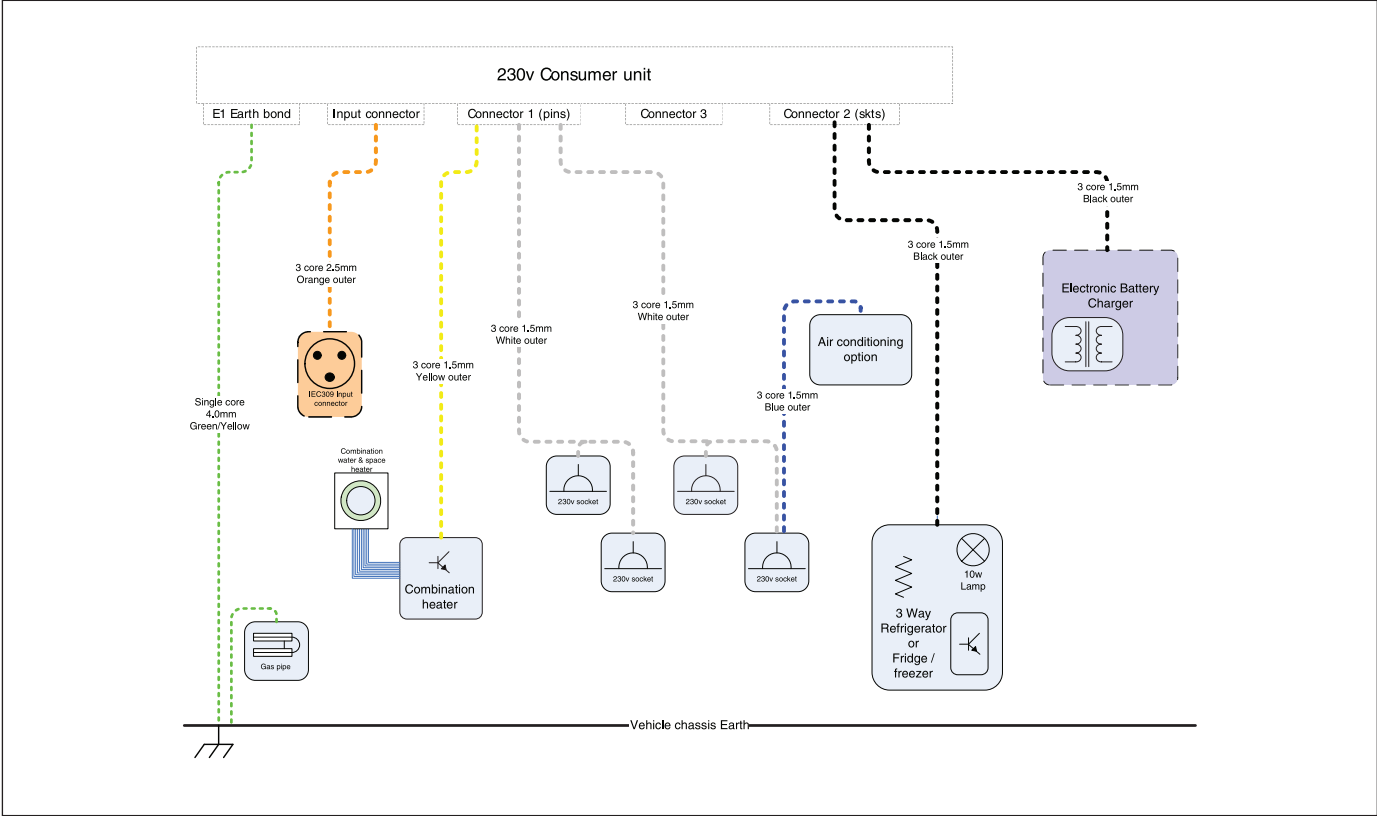 230v Consumer unit
E1 Earth bond
Input connector
Connector 1 (pins)
Connector 3
Connector 2 (skts)
3 core 1.5mm
Black outer
3 core 1.5mm
Black outer
3 core 2.5mm
Orange outer
Electronic Battery
Charger
3 core 1.5mm
White outer
3 core 1.5mm
White outer
Air conditioning
option
3 core 1.5mm
Yellow outer
IEC309 Input
connector
3 core 1.5mm
Blue outer
Single core
4.0mm
Green/Yellow
Combination
water & space
heater
230v socket
230v socket
230v socket
230v socket
10w
Lamp
Combination
heater
3 Way
Refrigerator
or
Fridge /
freezer
Gas pipe
Vehicle chassis Earth